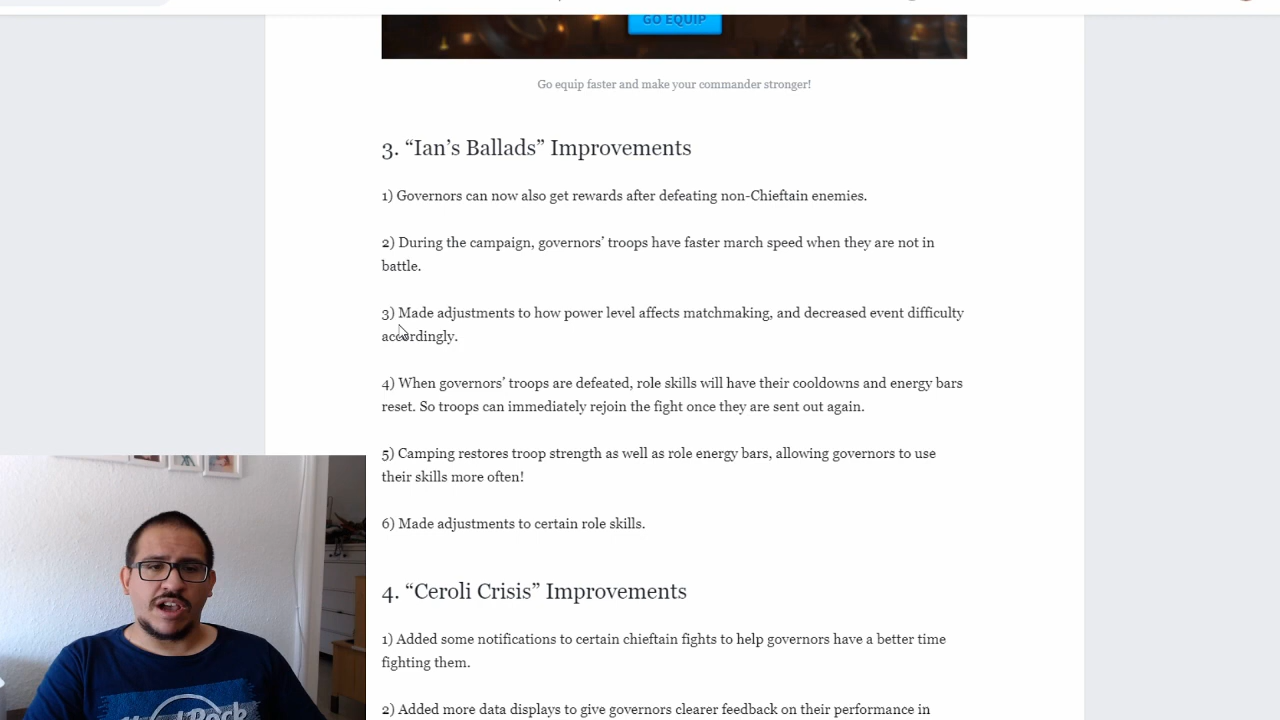 GO EQUIP
Go equip faster and make your commander stronger!
3. “Ian’s Ballads” Improvements
1) Governors can now also get rewards after defeating non-Chieftain enemies.
2) During the campaign, governors’ troops have faster march speed when they are not in
battle.
3) Made adjustments to how power level affects matchmaking, and decreased event difficulty
accordingly.
4) When governors’ troops are defeated, role skills will have their cooldowns and energy bars
reset. So troops can immediately rejoin the fight once they are sent out again.
5) Camping restores troop strength as well as role energy bars, allowing governors to use
their skills more often!
6) Made adjustments to certain role skills.
4. “Ceroli Crisis” Improvements
1) Added some notifications to certain chieftain fights to help governors have a better time
fighting them.
2) Added more data displays to give governors clearer feedback on their performance in
Hard Rock